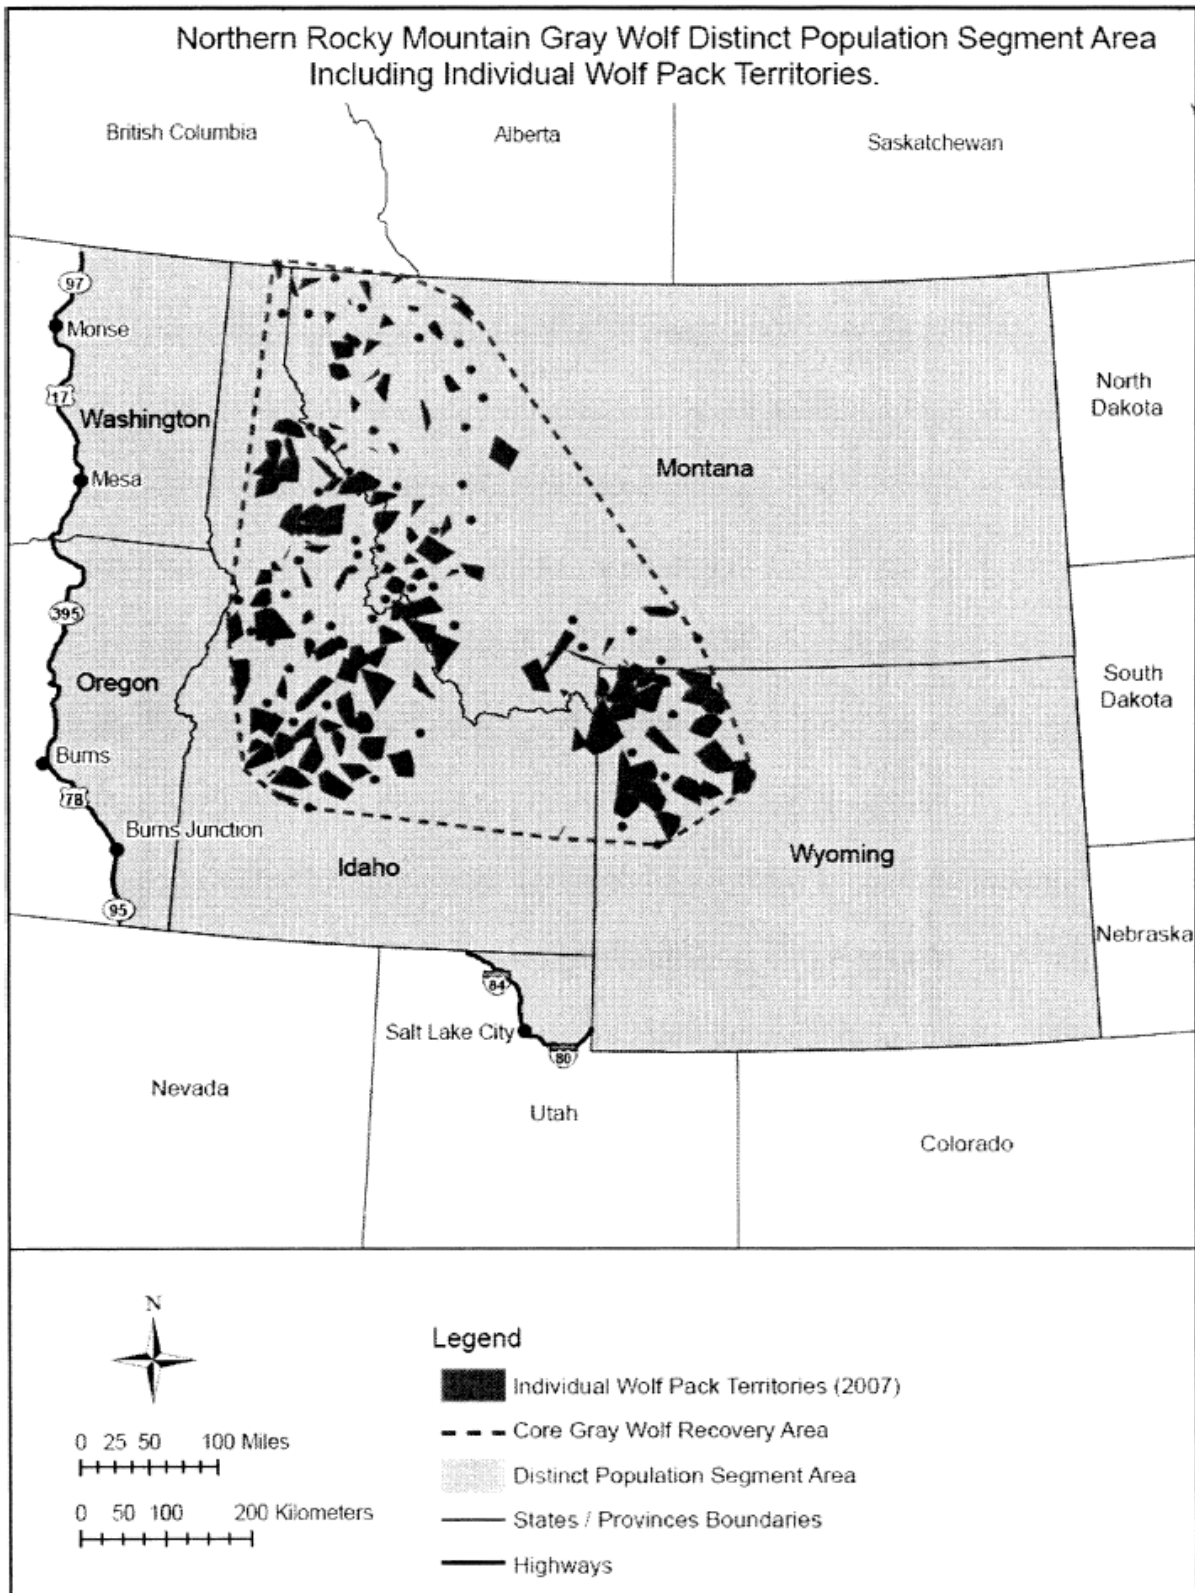 Northern Rocky Mountain Gray Wolf Distinct Population Segment Area
Including Individual Wolf Pack Territories.
British Columbia
Alberta
Saskatchewan
97
Monse
17
Washington
North
Dakota
Montana
Mesa
395
Oregon
South
Dakota
Burns
78
Burns Junction
Idaho
Wyoming
95
Nebraska
84
Salt Lake City
80
Nevada
Utah
Colorado
N
Legend
Individual Wolf Pack Territories (2007)
Core Gray Wolf Recovery Area
0 25 50 100 Miles
Distinct Population Segment Area
0 50 100 200 Kilometers
States / Provinces Boundaries
Highways